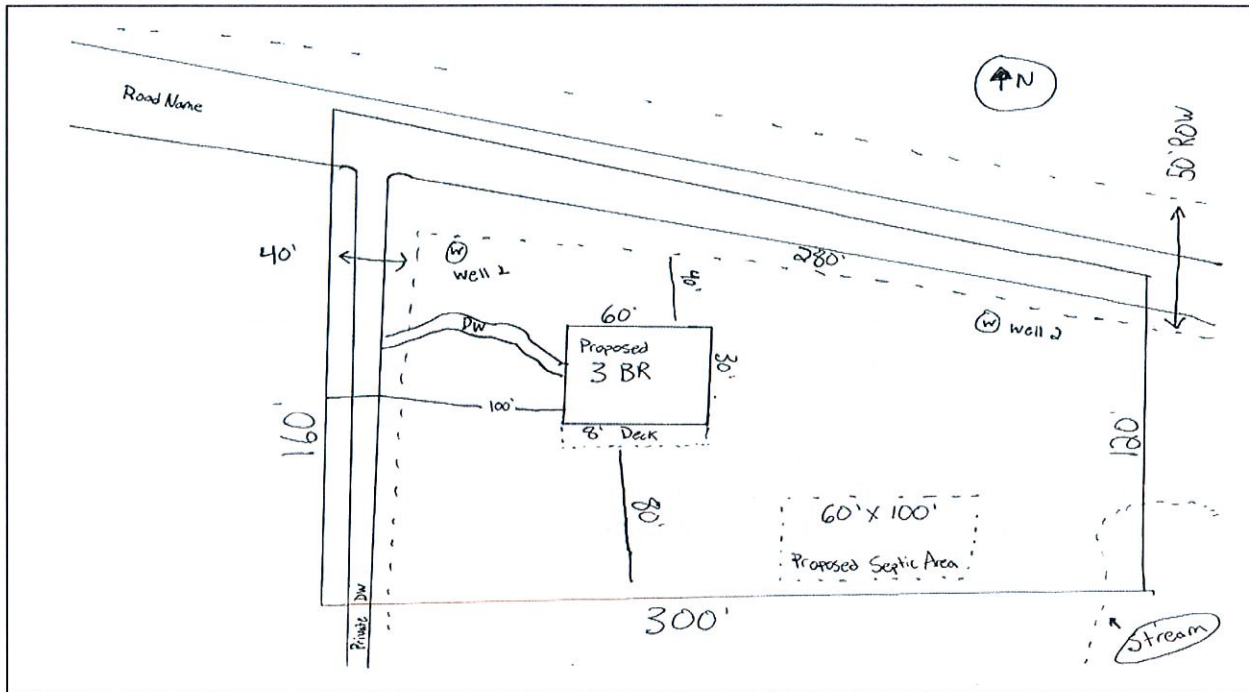 N
Road Name
50' ROW
40'
W
Well 2
280'
40'
60'
W
Well 2
DW
Proposed
3 BR
30'
100'
8' Deck
160'
120'
80'
60' x 100'
Proposed Septic Area
Private DW
300'
Stream